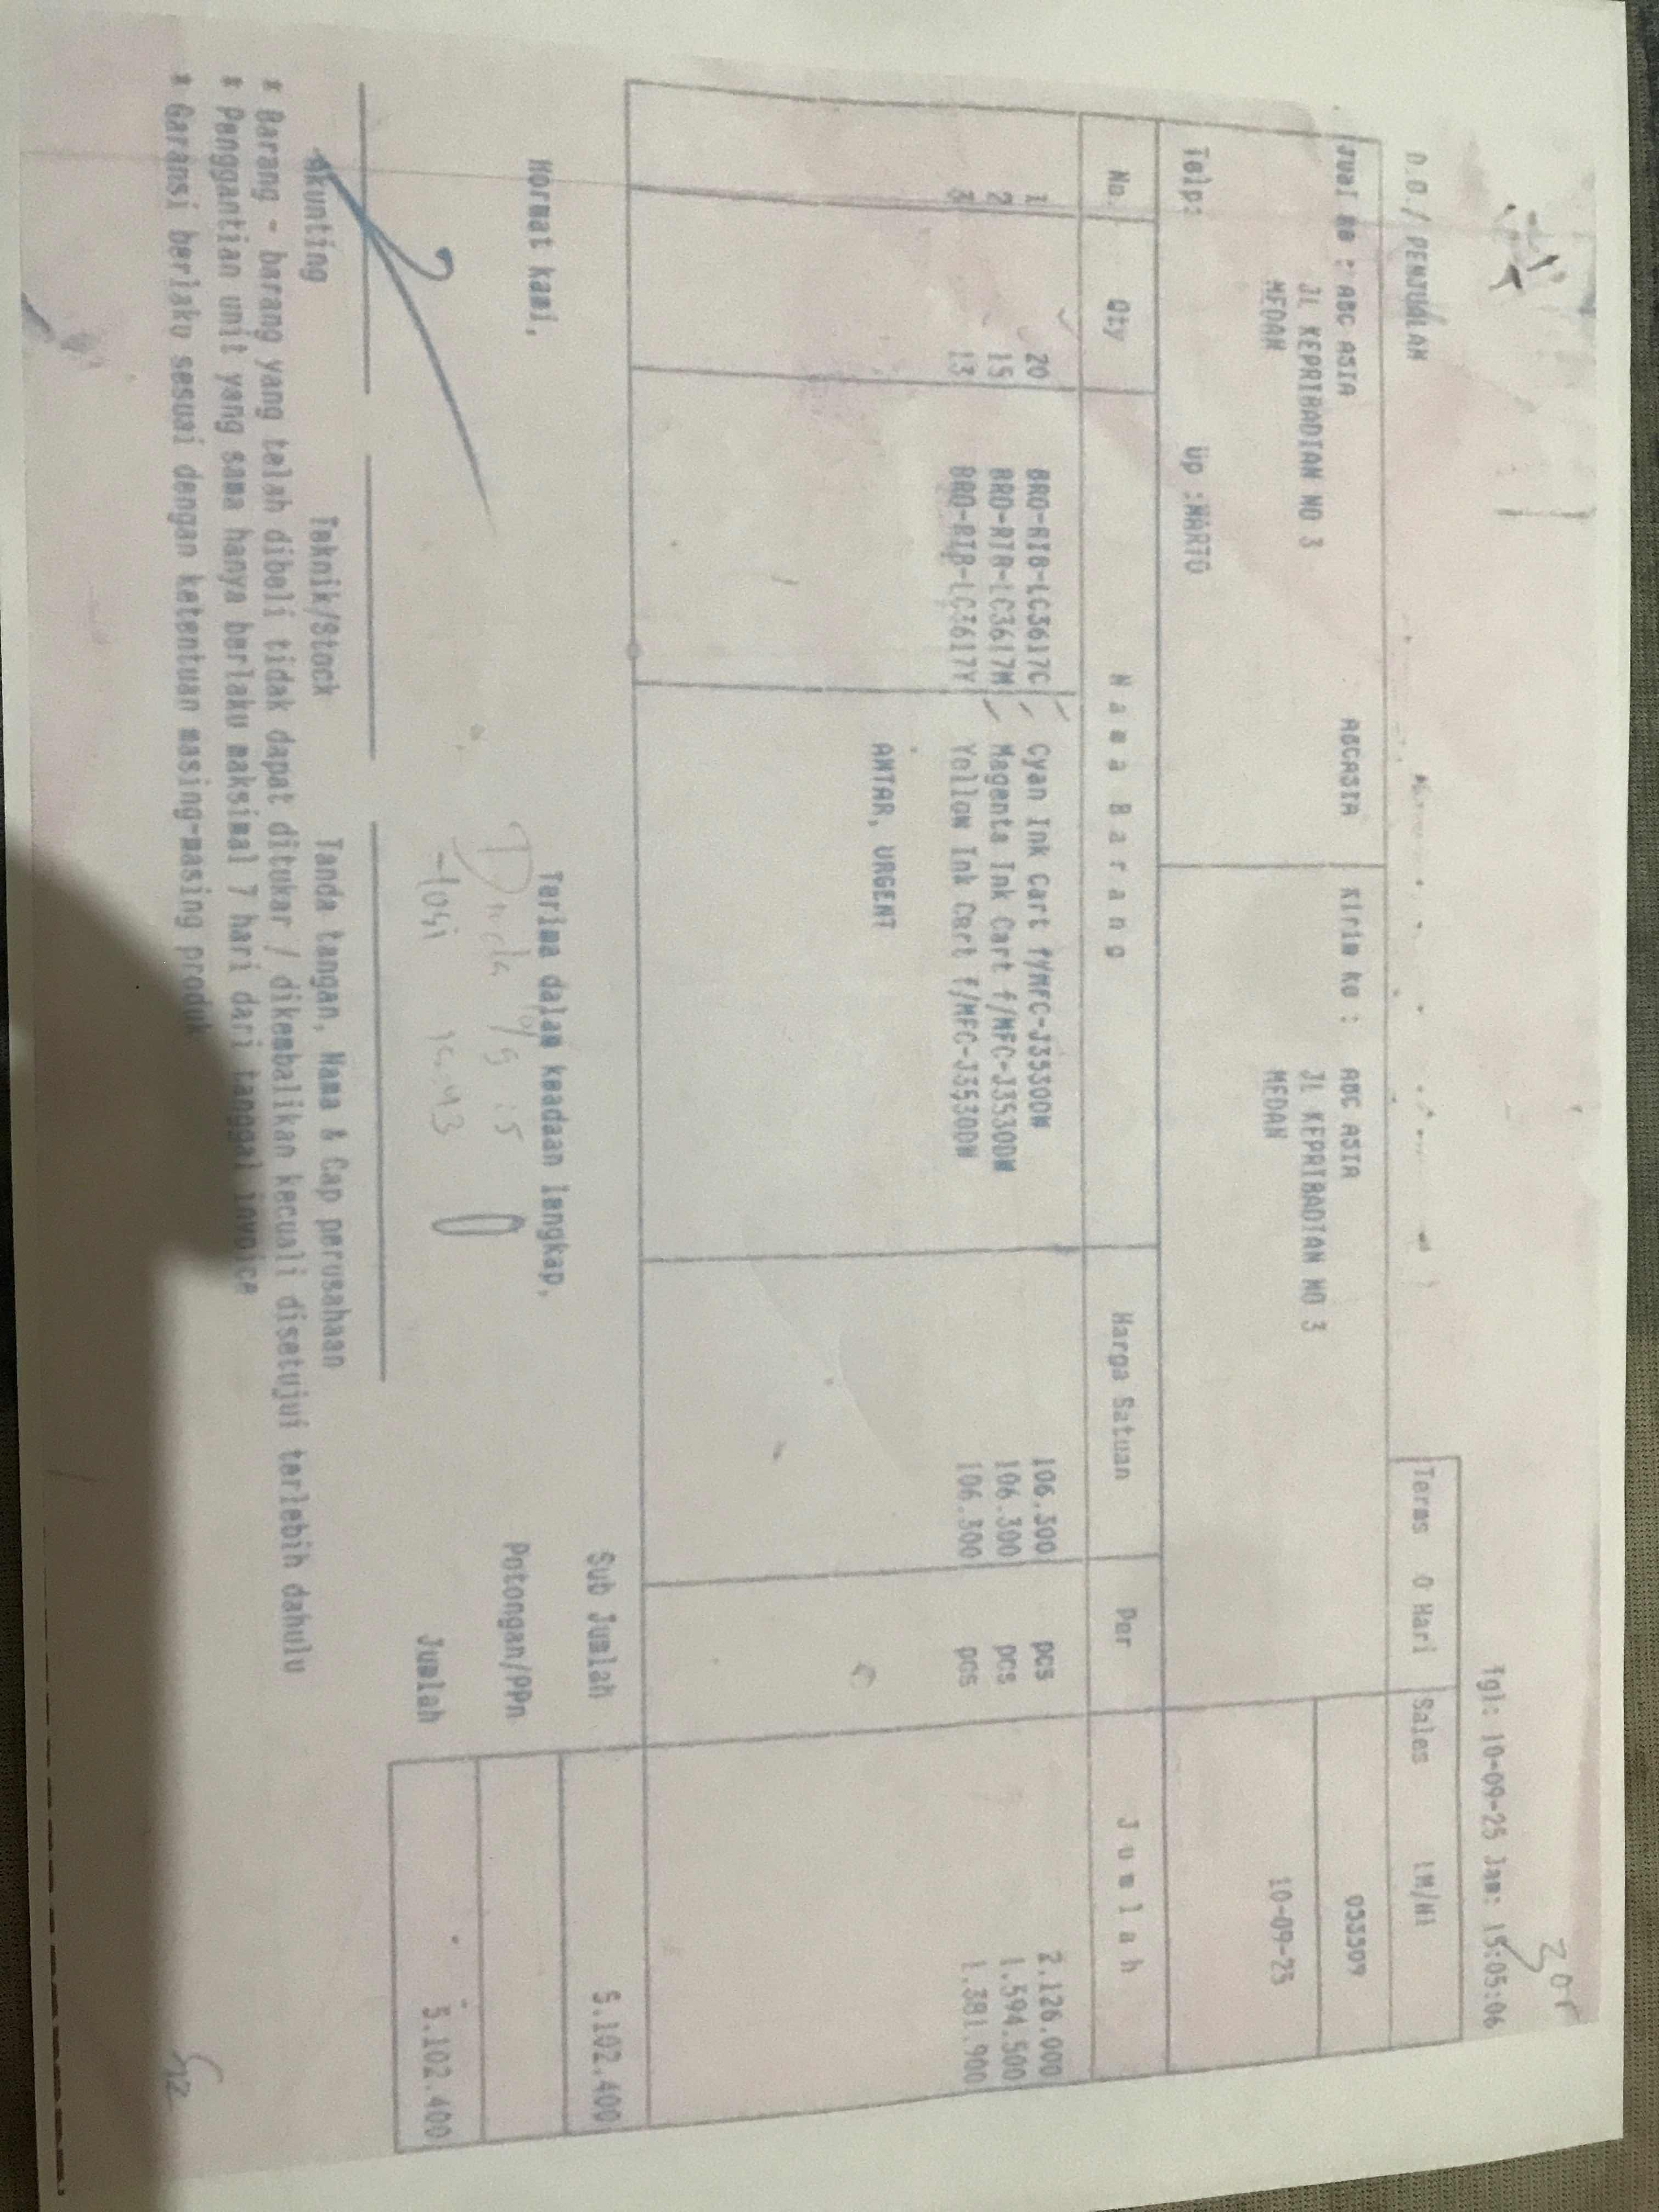 Tgl: 10-09-25 Jam: 15:05:06
D.O./ PENJUALAN
Terms 0 Hari Sales LM/N1
Jual ke : ABC ASIA ABCASIA Kirim ke : ABC ASIA 053509
JL KEPRIBADIAN NO 3 JL KEPRIBADIAN NO 3
MEDAN MEDAN 10-09-25
Telp: Up :WARTO
No. Qty Nama Barang Harga Satuan Per Jumlah
1 20 BRO-RIB-LC3617C Cyan Ink Cart f/MFC-J3530DW 106.300 pcs 2.126.000
2 15 BRO-RIB-LC3617M Magenta Ink Cart f/MFC-J3530DW 106.300 pcs 1.594.500
3 13 BRO-RIB-LC3617Y Yellow Ink Cart f/MFC-J3530DW 106.300 pcs 1.381.900
ANTAR, URGENT
Sub Jumlah 5.102.400
Hormat kami, Terima dalam keadaan lengkap,
Potongan/PPn
Jumlah 5.102.400
Akunting Teknik/Stock Tanda tangan, Nama & Cap perusahaan
* Barang - barang yang telah dibeli tidak dapat ditukar / dikembalikan kecuali disetujui terlebih dahulu
* Penggantian unit yang sama hanya berlaku maksimal 7 hari dari tanggal invoice
* Garansi berlaku sesuai dengan ketentuan masing-masing produk